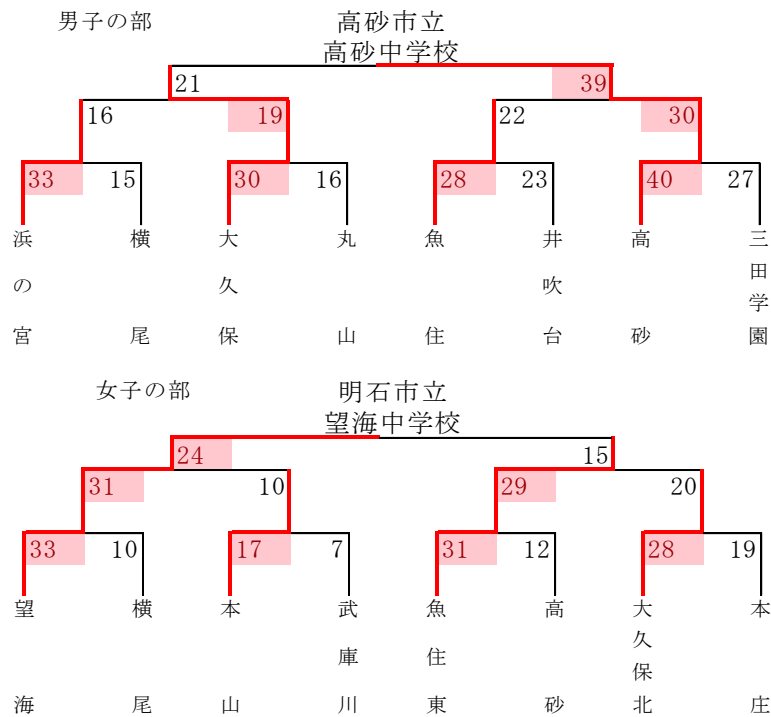 男子の部
高砂市立
高砂中学校
21 39
16 19 22 30
33 15 30 16 28 23 40 27
浜の宮 横尾 大久保 丸山 魚住 井吹台 高砂 三田学園
女子の部
明石市立
望海中学校
24 15
31 10 29 20
33 10 17 7 31 12 28 19
望海 横尾 本山 武庫川 魚住東 高砂 大久保北 本庄